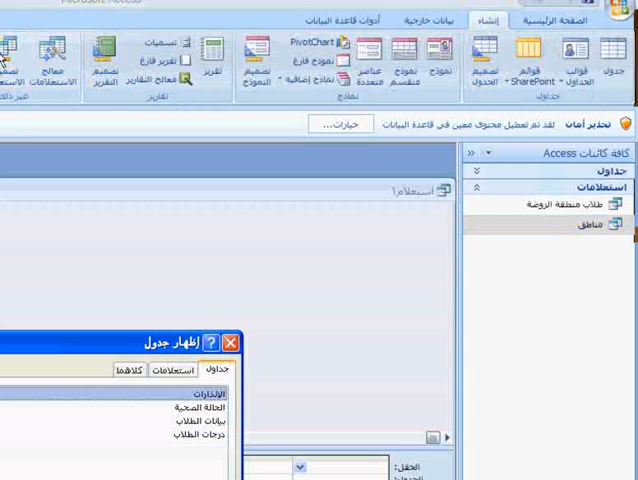 Microsoft Access
الصفحة الرئيسية
إنشاء
بيانات خارجية
أدوات قاعدة البيانات
جدول
قوالب الجداول
قوائم SharePoint
تصميم الجدول
جداول
نموذج
نموذج منقسم
عناصر متعددة
PivotChart
نموذج فارغ
نماذج إضافية
تصميم النموذج
نماذج
تقرير
تسميات
تقرير فارغ
معالج التقارير
تصميم التقرير
تقارير
معالج الاستعلامات
تحذير أمان
لقد تم تعطيل محتوى معين في قاعدة البيانات
خيارات...
كافة كائنات Access
جداول
استعلامات
طلاب منطقة الروضة
مناطق
استعلام١
إظهار جدول
جداول
استعلامات
كلاهما
الإنذارات
الحالة الصحية
بيانات الطلاب
درجات الطلاب
الحقل:
الجدول: